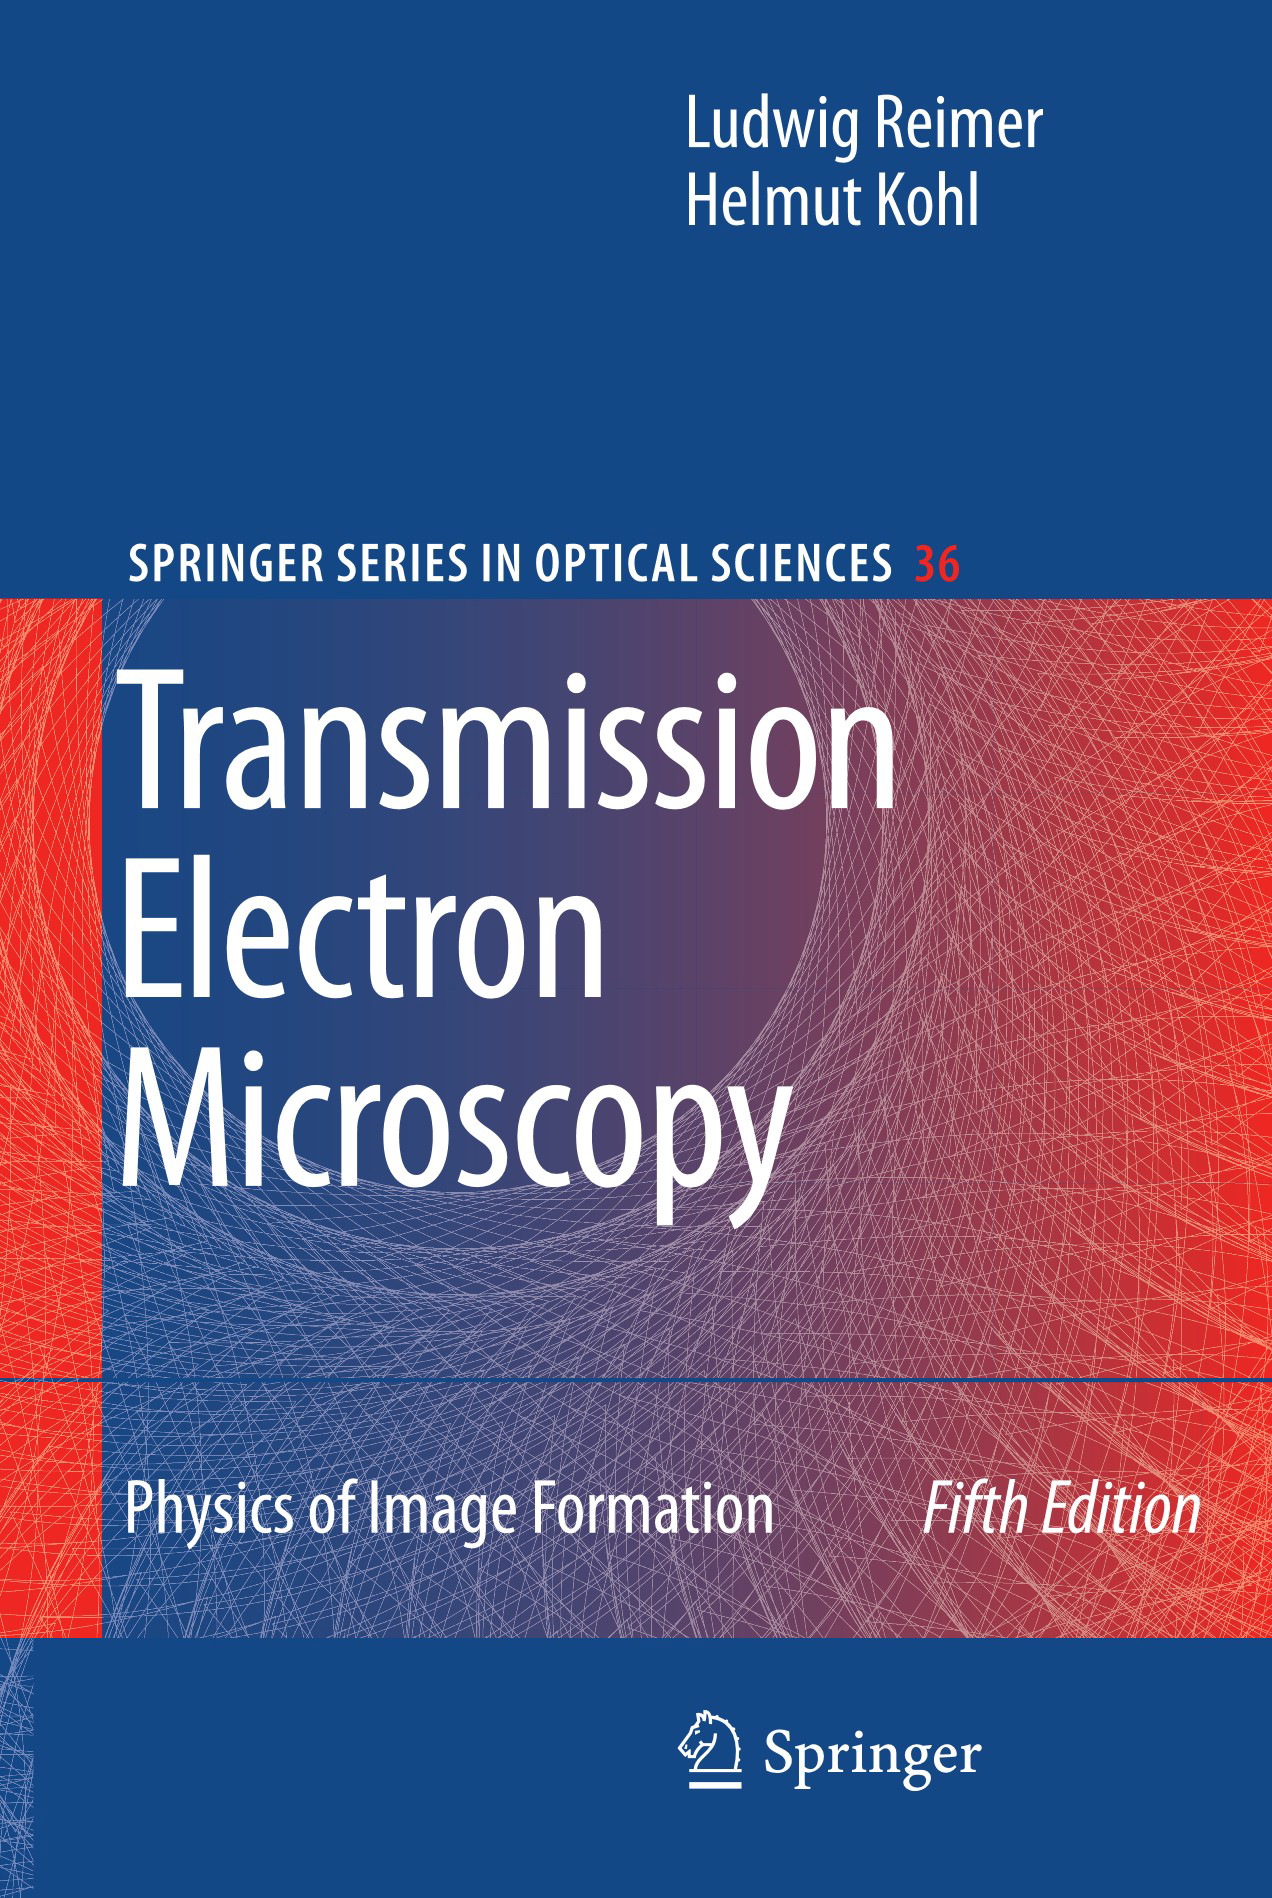 Ludwig Reimer
Helmut Kohl
SPRINGER SERIES IN OPTICAL SCIENCES 36
Transmission
Electron
Microscopy
Physics of Image Formation
Fifth Edition
Springer